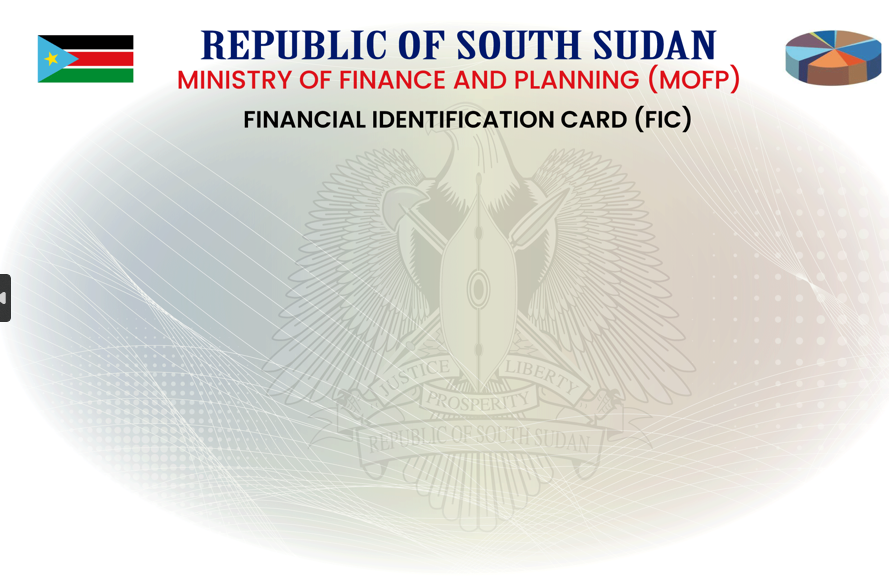 REPUBLIC OF SOUTH SUDAN
MINISTRY OF FINANCE AND PLANNING (MOFP)
FINANCIAL IDENTIFICATION CARD (FIC)
JUSTICE LIBERTY
PROSPERITY
REPUBLIC OF SOUTH SUDAN